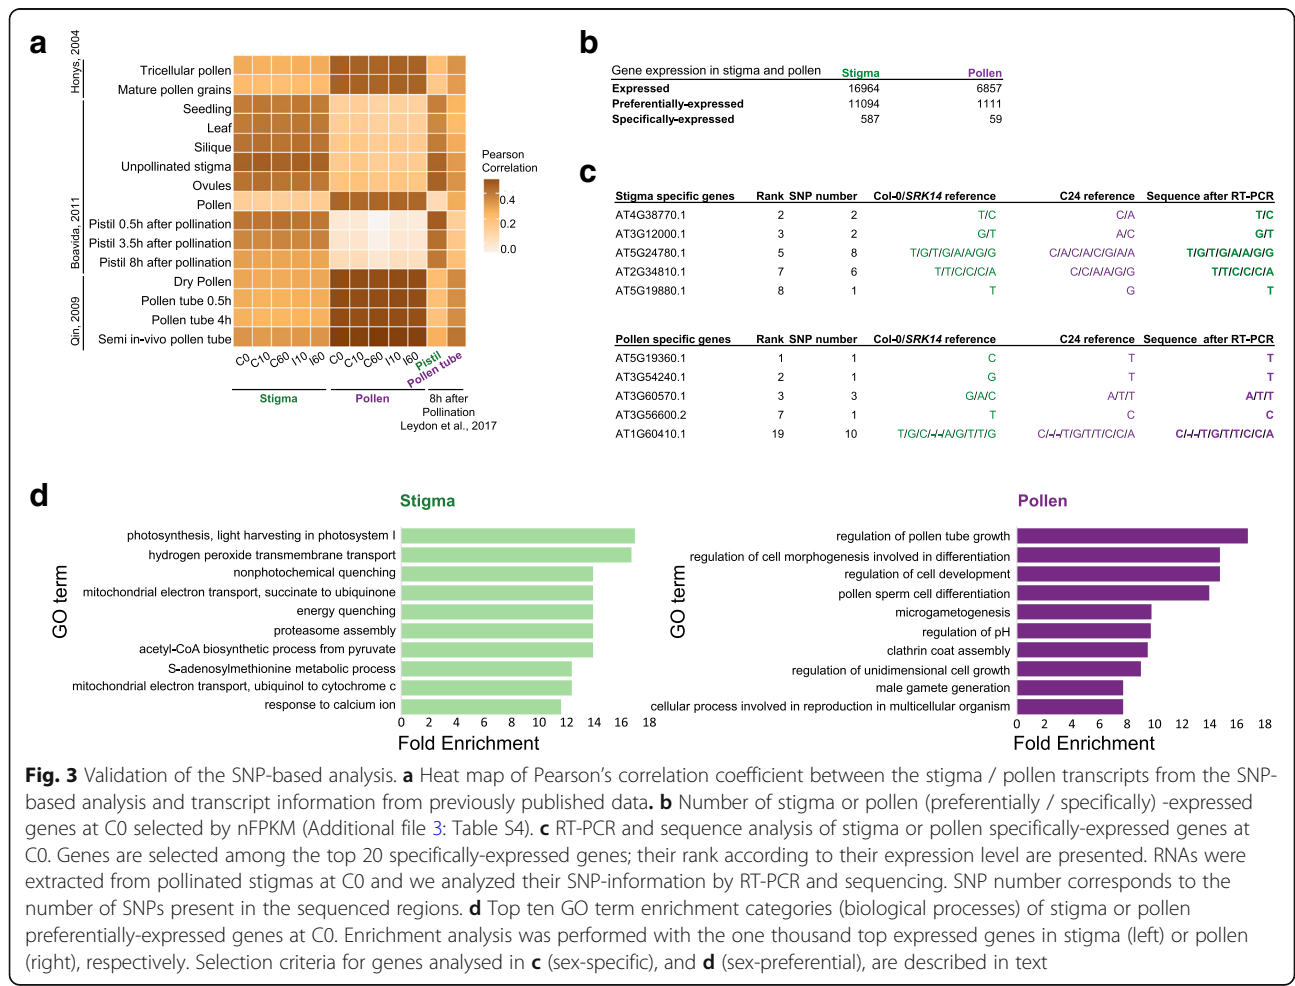 a
Honys, 2004
Tricellular pollen
Mature pollen grains
Boavida, 2011
Seedling
Leaf
Silique
Unpollinated stigma
Ovules
Pollen
Pistil 0.5h after pollination
Pistil 3.5h after pollination
Pistil 8h after pollination
Qin, 2009
Dry Pollen
Pollen tube 0.5h
Pollen tube 4h
Semi in-vivo pollen tube
C0 C10 C60 I10 I60 C0 C10 C60 I10 I60 Pistil Pollen tube
Stigma Pollen 8h after
Pollination
Leydon et al., 2017
Pearson
Correlation
0.4
0.2
0.0
b
Gene expression in stigma and pollen Stigma Pollen
Expressed 16964 6857
Preferentially-expressed 11094 1111
Specifically-expressed 587 59
c
Stigma specific genes Rank SNP number Col-0/SRK14 reference C24 reference Sequence after RT-PCR
AT4G38770.1 2 2 T/C C/A T/C
AT3G12000.1 3 2 G/T A/C G/T
AT5G24780.1 5 8 T/G/T/G/A/A/G/G C/A/C/A/C/G/A/A T/G/T/G/A/A/G/G
AT2G34810.1 7 6 T/T/C/C/C/A C/C/A/A/G/G T/T/C/C/C/A
AT5G19880.1 8 1 T G T
Pollen specific genes Rank SNP number Col-0/SRK14 reference C24 reference Sequence after RT-PCR
AT5G19360.1 1 1 C T T
AT3G54240.1 2 1 G T T
AT3G60570.1 3 3 G/A/C A/T/T A/T/T
AT3G56600.2 7 1 T C C
AT1G60410.1 19 10 T/G/C/-/-/A/G/T/T/G C/-/-/T/G/T/T/C/C/A C/-/-/T/G/T/T/C/C/A
d
Stigma
GO term
photosynthesis, light harvesting in photosystem I
hydrogen peroxide transmembrane transport
nonphotochemical quenching
mitochondrial electron transport, succinate to ubiquinone
energy quenching
proteasome assembly
acetyl-CoA biosynthetic process from pyruvate
S-adenosylmethionine metabolic process
mitochondrial electron transport, ubiquinol to cytochrome c
response to calcium ion
0 2 4 6 8 10 12 14 16 18
Fold Enrichment
Pollen
GO term
regulation of pollen tube growth
regulation of cell morphogenesis involved in differentiation
regulation of cell development
pollen sperm cell differentiation
microgametogenesis
regulation of pH
clathrin coat assembly
regulation of unidimensional cell growth
male gamete generation
cellular process involved in reproduction in multicellular organism
0 2 4 6 8 10 12 14 16 18
Fold Enrichment
Fig. 3 Validation of the SNP-based analysis. a Heat map of Pearson's correlation coefficient between the stigma / pollen transcripts from the SNP-
based analysis and transcript information from previously published data. b Number of stigma or pollen (preferentially / specifically) -expressed
genes at C0 selected by nFPKM (Additional file 3: Table S4). c RT-PCR and sequence analysis of stigma or pollen specifically-expressed genes at
C0. Genes are selected among the top 20 specifically-expressed genes; their rank according to their expression level are presented. RNAs were
extracted from pollinated stigmas at C0 and we analyzed their SNP-information by RT-PCR and sequencing. SNP number corresponds to the
number of SNPs present in the sequenced regions. d Top ten GO term enrichment categories (biological processes) of stigma or pollen
preferentially-expressed genes at C0. Enrichment analysis was performed with the one thousand top expressed genes in stigma (left) or pollen
(right), respectively. Selection criteria for genes analysed in c (sex-specific), and d (sex-preferential), are described in text